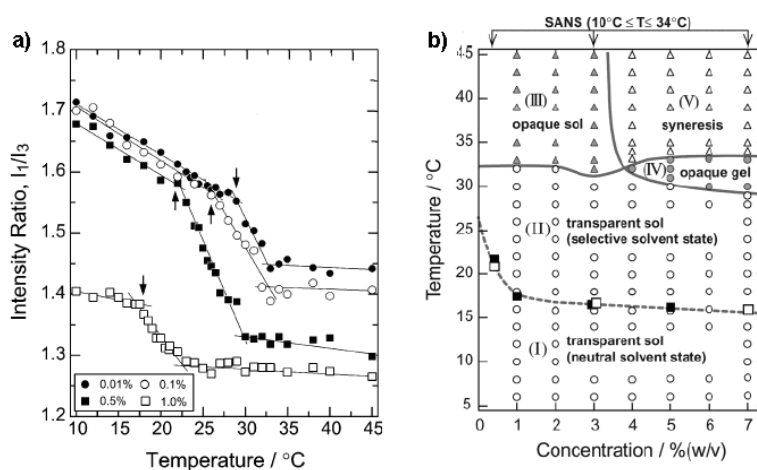 a)
Intensity Ratio, I1/I3
1.8
1.7
1.6
1.5
1.4
1.3
1.2
10 15 20 25 30 35 40 45
Temperature / °C
0.01% 0.1%
0.5% 1.0%
b)
SANS (10°C ≤ T≤ 34°C)
Temperature / °C
45
40
35
30
25
20
15
10
5
(III)
opaque sol
(V)
syneresis
(IV) opaque gel
(II) transparent sol
(selective solvent state)
(I) transparent sol
(neutral solvent state)
0 1 2 3 4 5 6 7
Concentration / %(w/v)